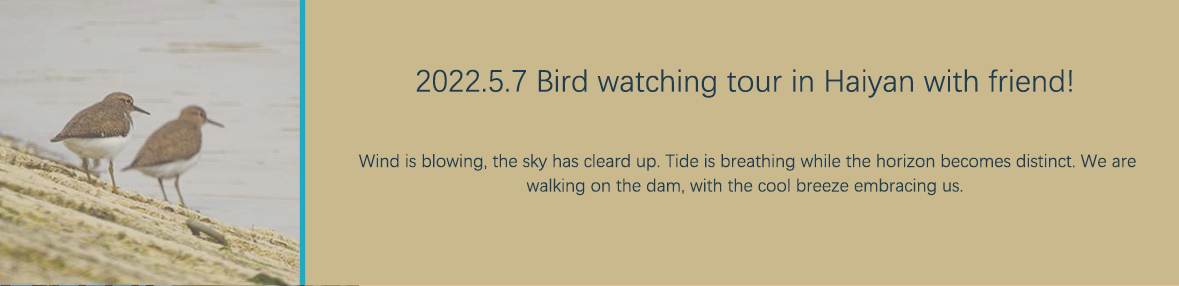 2022.5.7 Bird watching tour in Haiyan with friend!
Wind is blowing, the sky has cleard up. Tide is breathing while the horizon becomes distinct. We are
walking on the dam, with the cool breeze embracing us.